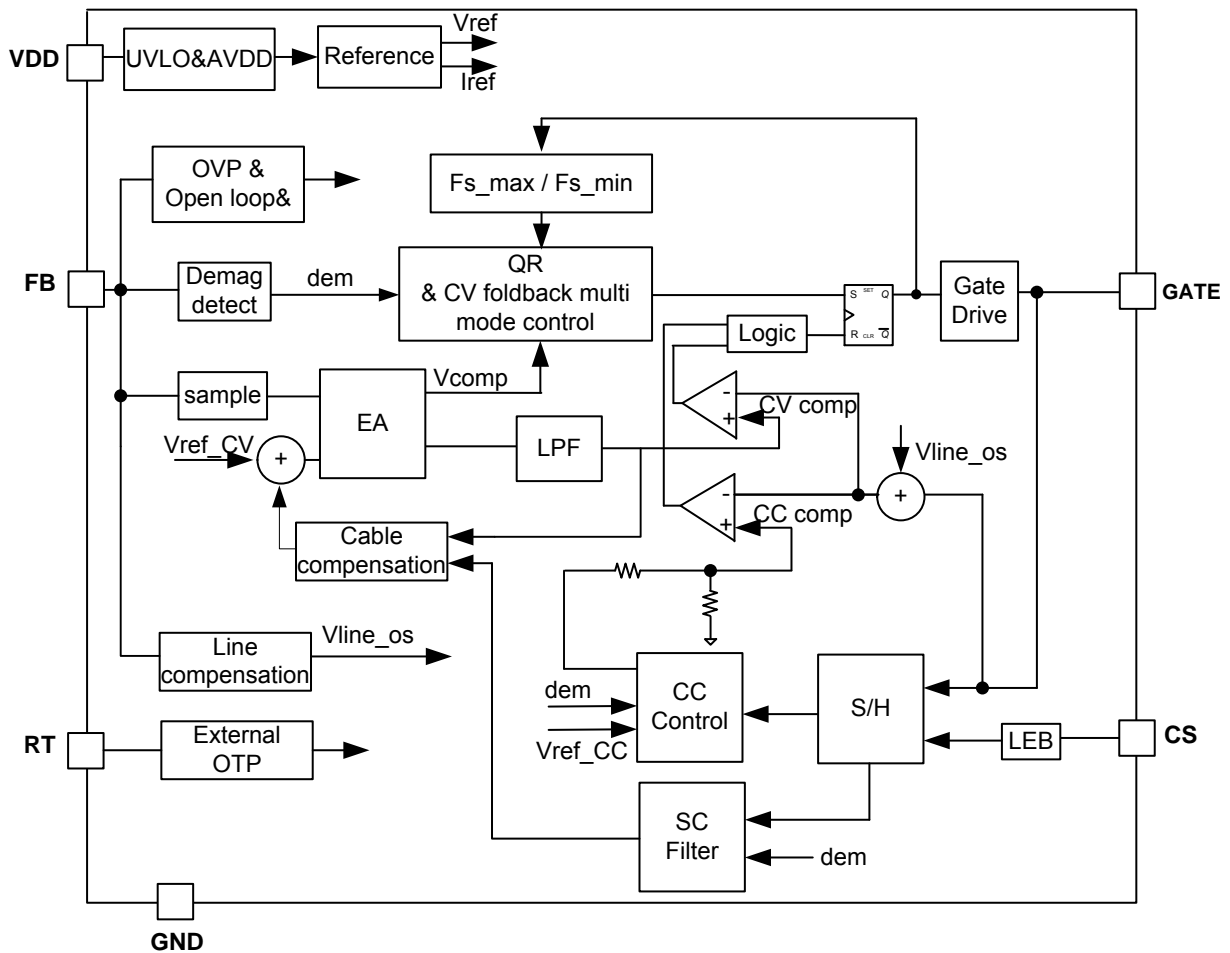 Vref
VDD
UVLO&AVDD
Reference
Iref
OVP &
Open loop&
Fs_max / Fs_min
FB
Demag
detect
dem
QR
& CV foldback multi
mode control
S
SET
Q
R
CLR
Q
Gate
Drive
GATE
Logic
Vcomp
sample
EA
-
+
CV comp
Vref_CV
+
LPF
Vline_os
+
-
+
CC comp
Cable
compensation
Line
compensation
Vline_os
dem
Vref_CC
CC
Control
S/H
RT
External
OTP
LEB
CS
SC
Filter
dem
GND